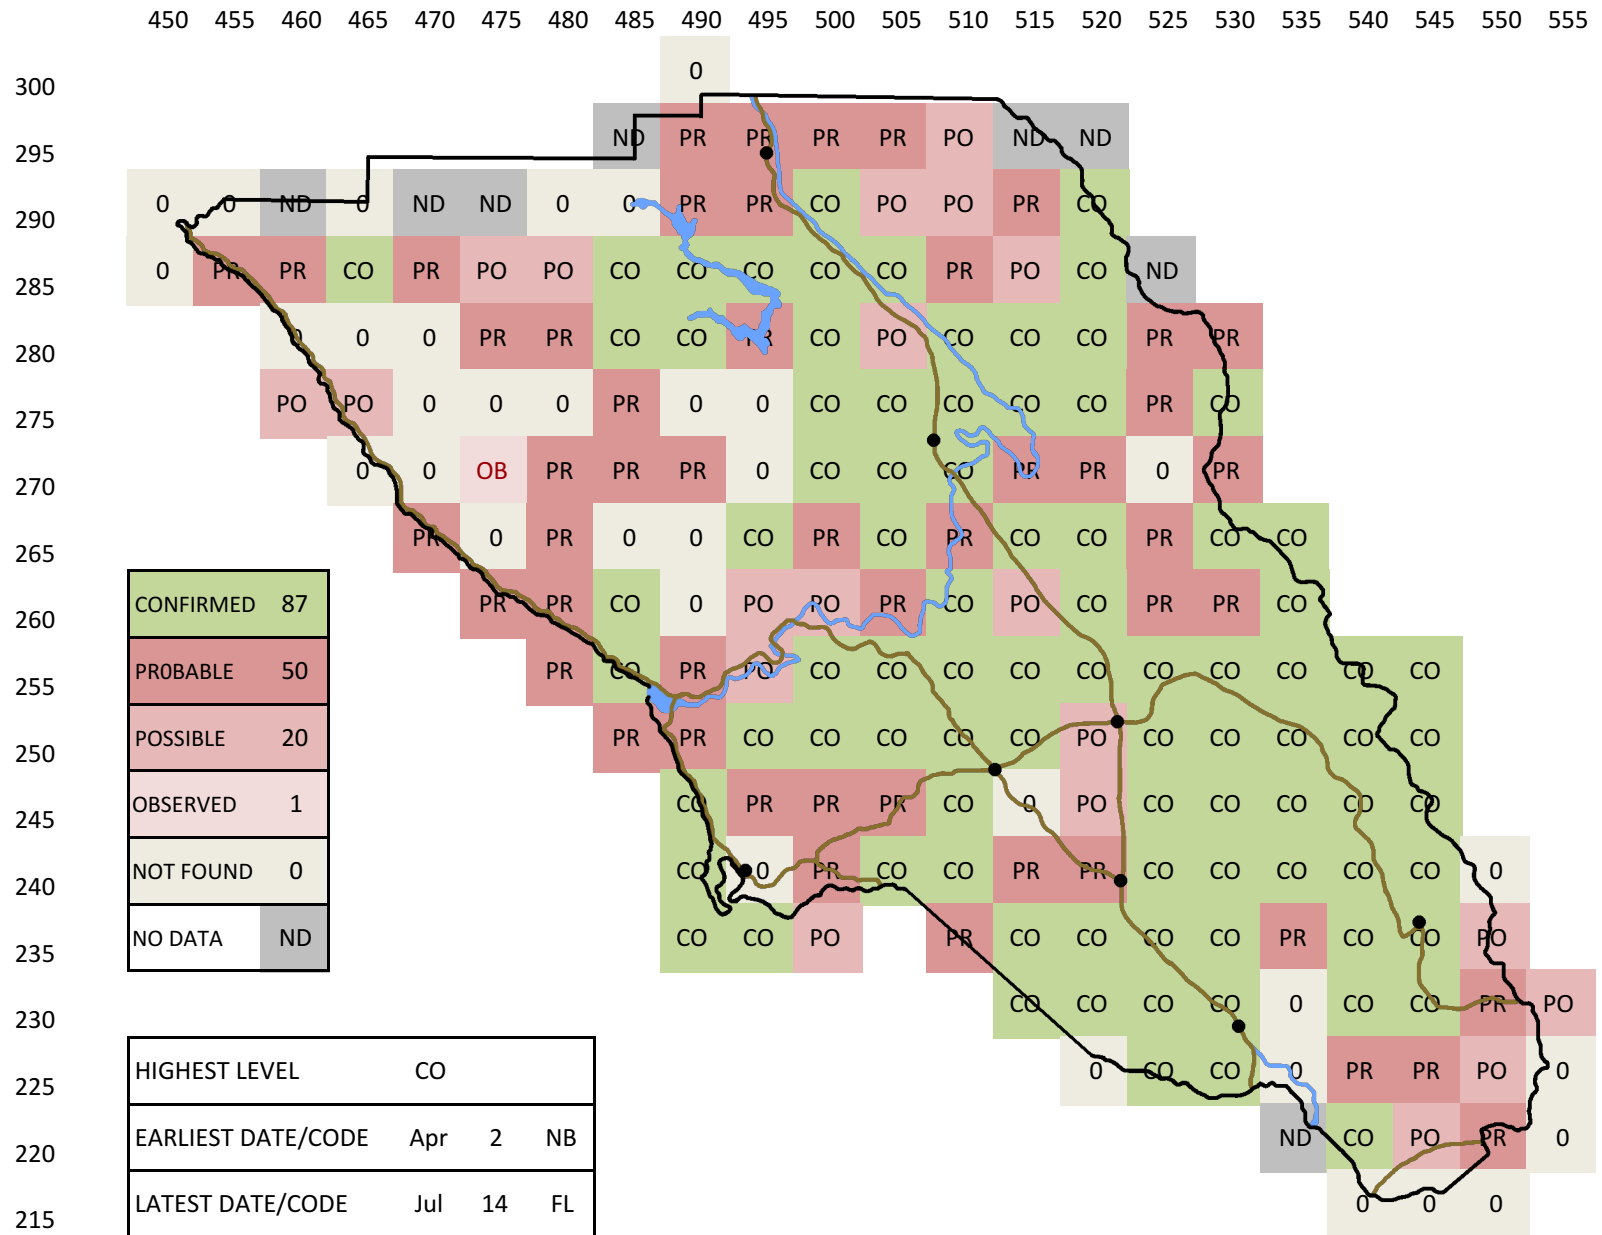 450 455 460 465 470 475 480 485 490 495 500 505 510 515 520 525 530 535 540 545 550 555
0
300
ND PR PR PR PR PO ND ND
295
0 0 ND 0 ND ND 0 0 PR PR CO PO PO PR CO
290
0 PR PR CO PR PO PO CO CO CO CO CO PR PO CO ND
285
0 0 0 PR PR CO CO PR CO PO CO CO CO PR PR
280
PO PO 0 0 0 PR 0 0 CO CO CO CO CO PR CO
275
0 0 OB PR PR PR 0 CO CO CO PR PR 0 PR
270
PR 0 PR 0 0 CO PR CO PR CO CO PR CO CO
265
CONFIRMED 87
PR PR CO 0 PO PO PR CO PO CO PR PR CO
260
PR0BABLE 50
PR CO PR PO CO CO CO CO CO CO CO CO CO CO
255
POSSIBLE 20
PR PR CO CO CO CO CO PO CO CO CO CO CO
250
OBSERVED 1
CO PR PR PR CO 0 PO CO CO CO CO CO
245
NOT FOUND 0
CO 0 PR CO CO PR PR CO CO CO CO CO 0
240
NO DATA ND
CO CO PO PR CO CO CO CO PR CO CO PO
235
CO CO CO CO 0 CO CO PR PO
230
HIGHEST LEVEL CO
0 CO CO 0 PR PR PO 0
225
EARLIEST DATE/CODE Apr 2 NB
ND CO PO PR 0
220
LATEST DATE/CODE Jul 14 FL
0 0 0
215